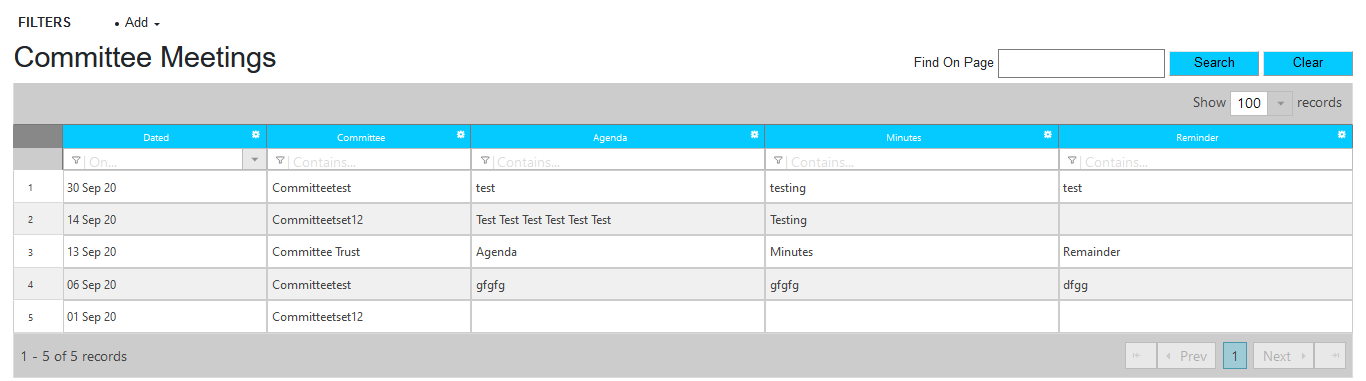 FILTERS • Add
Committee Meetings
Find On Page Search Clear
Show 100 records
Dated Committee Agenda Minutes Reminder
On... Contains... Contains... Contains... Contains...
1 30 Sep 20 Committeetest test testing test
2 14 Sep 20 Committeetset12 Test Test Test Test Test Test Testing
3 13 Sep 20 Committee Trust Agenda Minutes Remainder
4 06 Sep 20 Committeetest gfgfg gfgfg dfgg
5 01 Sep 20 Committeetset12
1 - 5 of 5 records Prev 1 Next